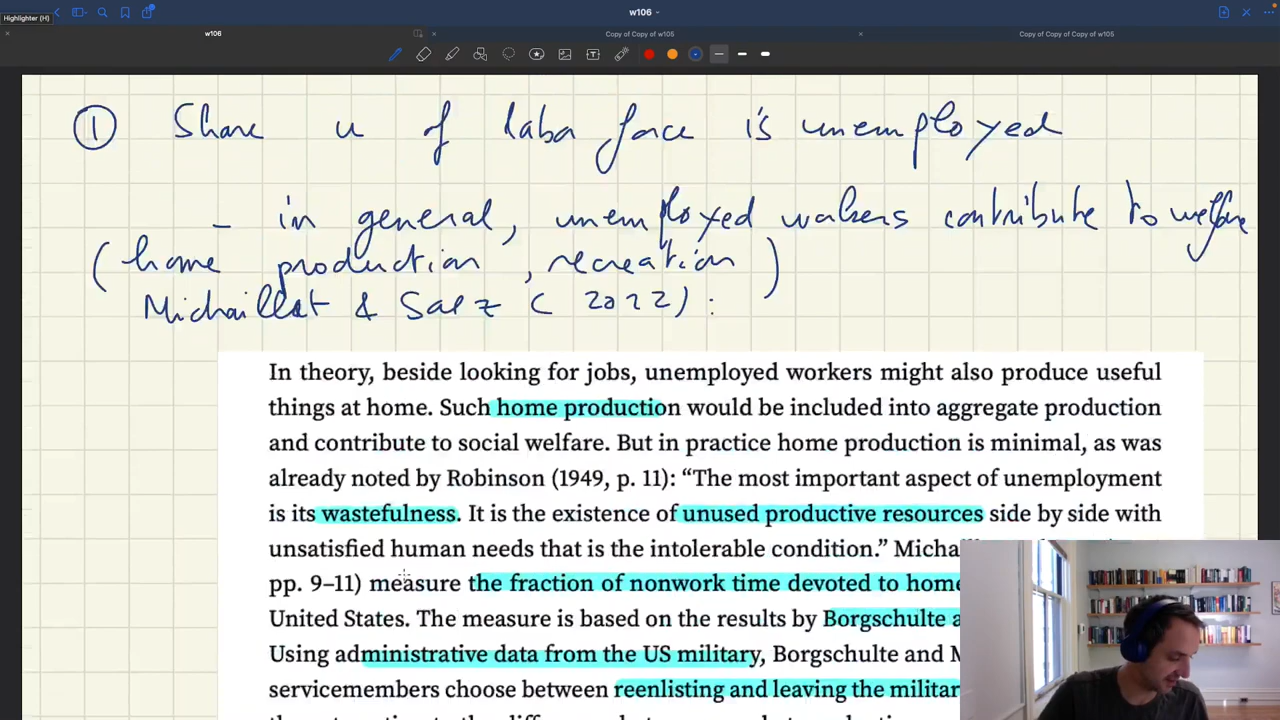 Highlighter (H)
w106
w106
Copy of Copy of w105
Copy of Copy of Copy of w105
① Share u of labor force is unemployed
- in general, unemployed workers contribute to welfare
(home production, recreation)
Michaillat & Saez (2022):
In theory, beside looking for jobs, unemployed workers might also produce useful
things at home. Such home production would be included into aggregate production
and contribute to social welfare. But in practice home production is minimal, as was
already noted by Robinson (1949, p. 11): “The most important aspect of unemployment
is its wastefulness. It is the existence of unused productive resources side by side with
unsatisfied human needs that is the intolerable condition.” Micha
pp. 9–11) measure the fraction of nonwork time devoted to home
United States. The measure is based on the results by Borgschulte a
Using administrative data from the US military, Borgschulte and M
servicemembers choose between reenlisting and leaving the militar